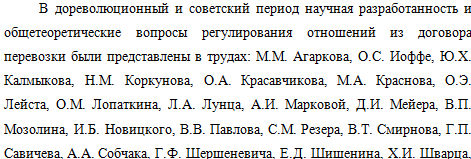 В дореволюционный и советский период научная разработанность и
общетеоретические вопросы регулирования отношений из договора
перевозки были представлены в трудах: М.М. Агаркова, О.С. Иоффе, Ю.Х.
Калмыкова, Н.М. Коркунова, О.А. Красавчикова, М.А. Краснова, О.Э.
Лейста, О.М. Лопаткина, Л.А. Лунца, А.И. Марковой, Д.И. Мейера, В.П.
Мозолина, И.Б. Новицкого, В.В. Павлова, С.М. Резера, В.Т. Смирнова, Г.П.
Савичева, А.А. Собчака, Г.Ф. Шершеневича, Е.Д. Шишенина, Х.И. Шварца,